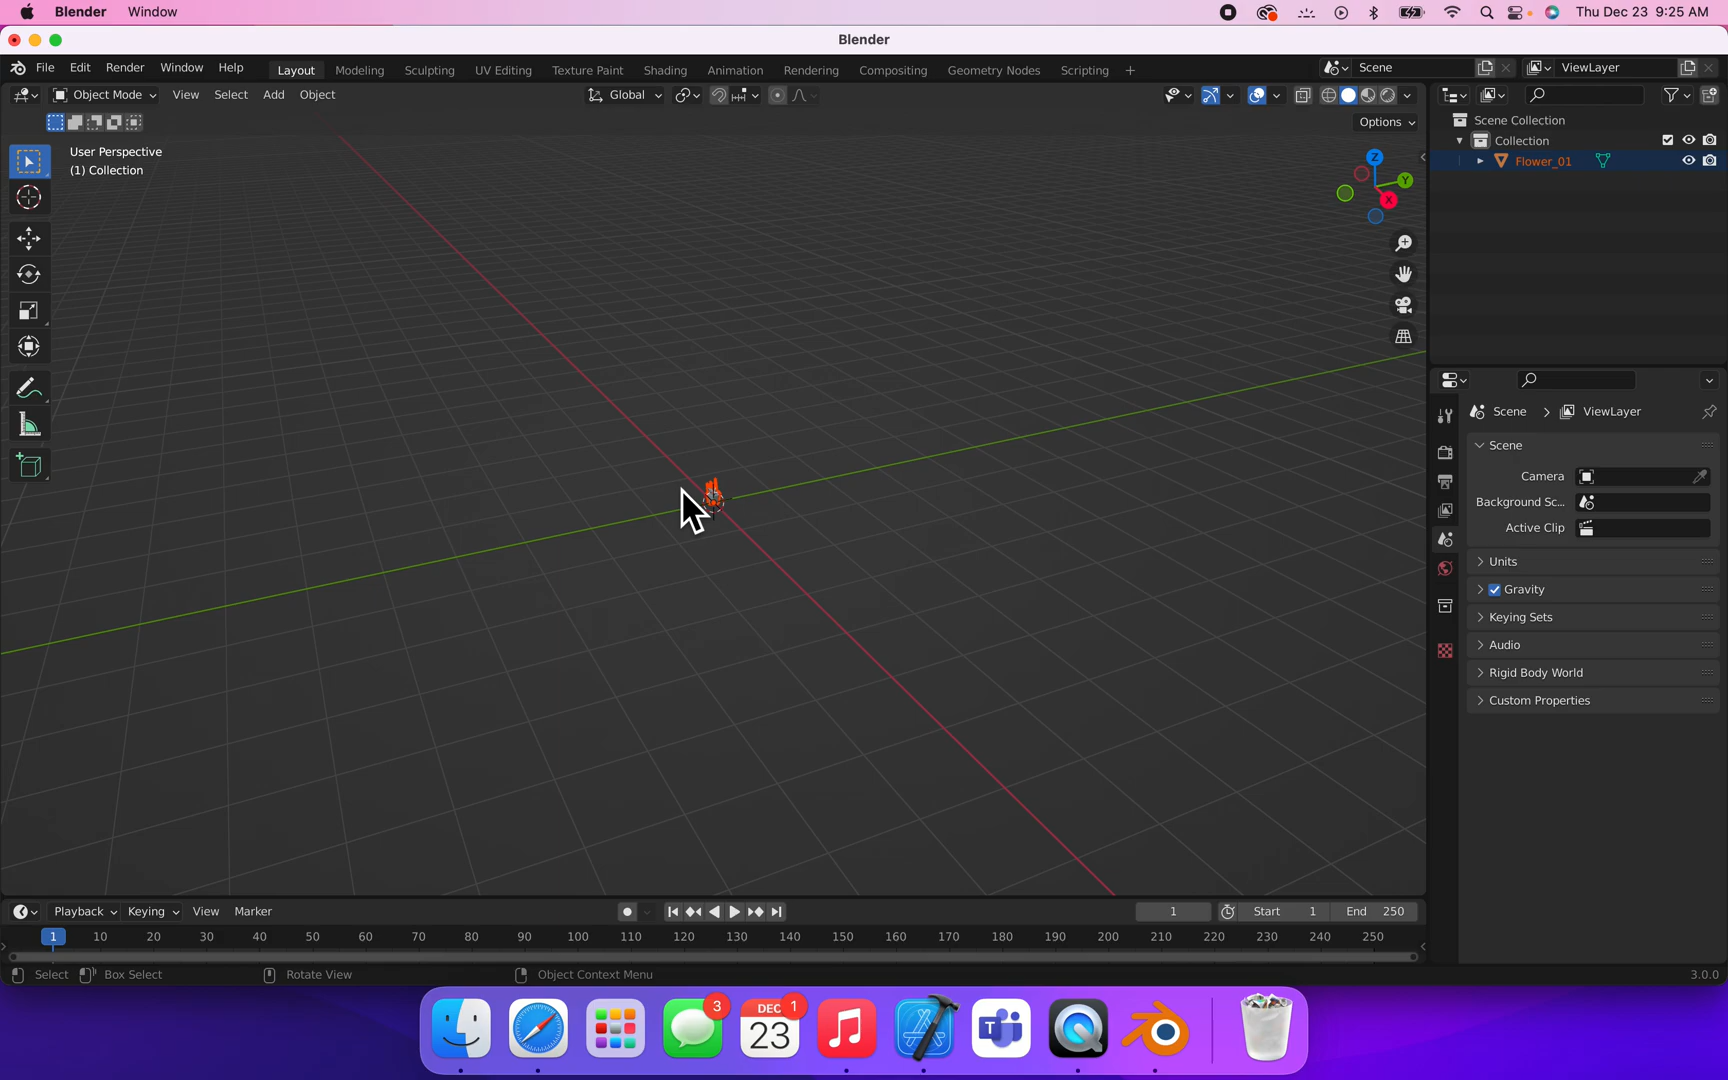 Blender Window Thu Dec 23 9:25 AM
Blender
File Edit Render Window Help Layout Modeling Sculpting UV Editing Texture Paint Shading Animation Rendering Compositing Geometry Nodes Scripting + Scene ViewLayer
Object Mode View Select Add Object Global
Options
User Perspective
(1) Collection
Z
Y
X
Scene Collection
Collection
Flower_01
Scene > ViewLayer
Scene
Camera
Background Sc...
Active Clip
Units
Gravity
Keying Sets
Audio
Rigid Body World
Custom Properties
Playback Keying View Marker 1 Start 1 End 250
1 10 20 30 40 50 60 70 80 90 100 110 120 130 140 150 160 170 180 190 200 210 220 230 240 250
Select Box Select Rotate View Object Context Menu 3.0.0
3
DEC 1
23
T